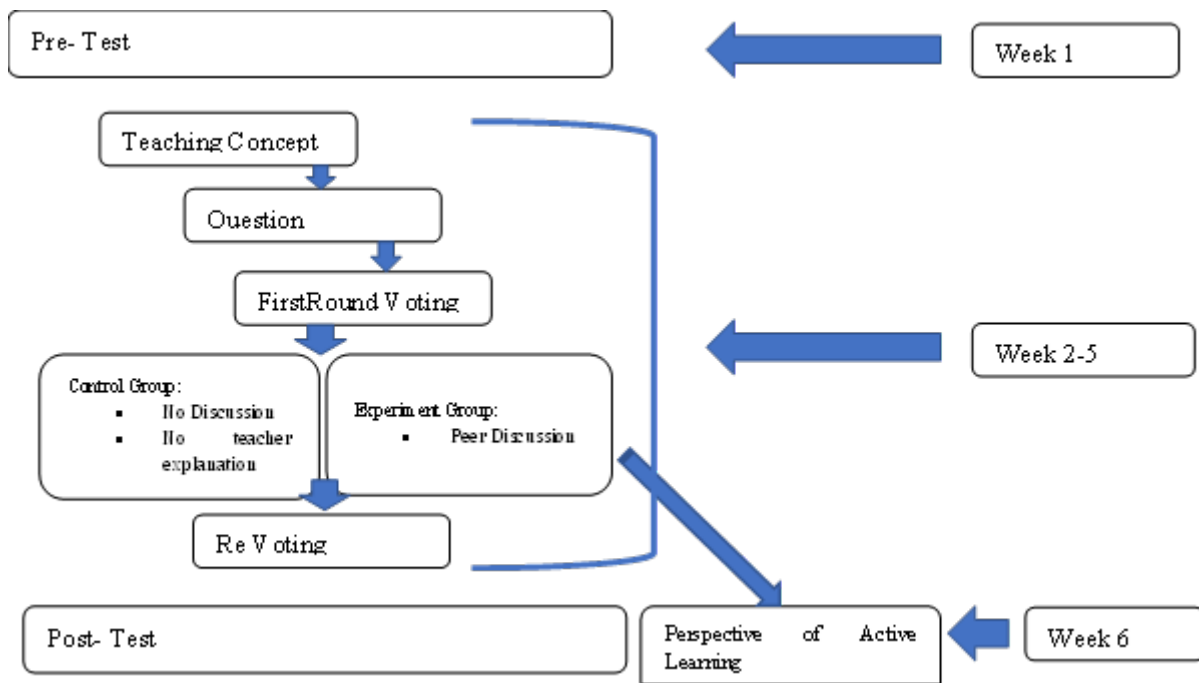 Pre- Test
Week 1
Teaching Concept
Ouestion
FirstRound Voting
Week 2-5
Control Group:
▪ No Discussion
▪ No teacher
explanation
Experiment Group:
▪ Peer Discussion
Re Voting
Post- Test
Perspective of Active
Learning
Week 6